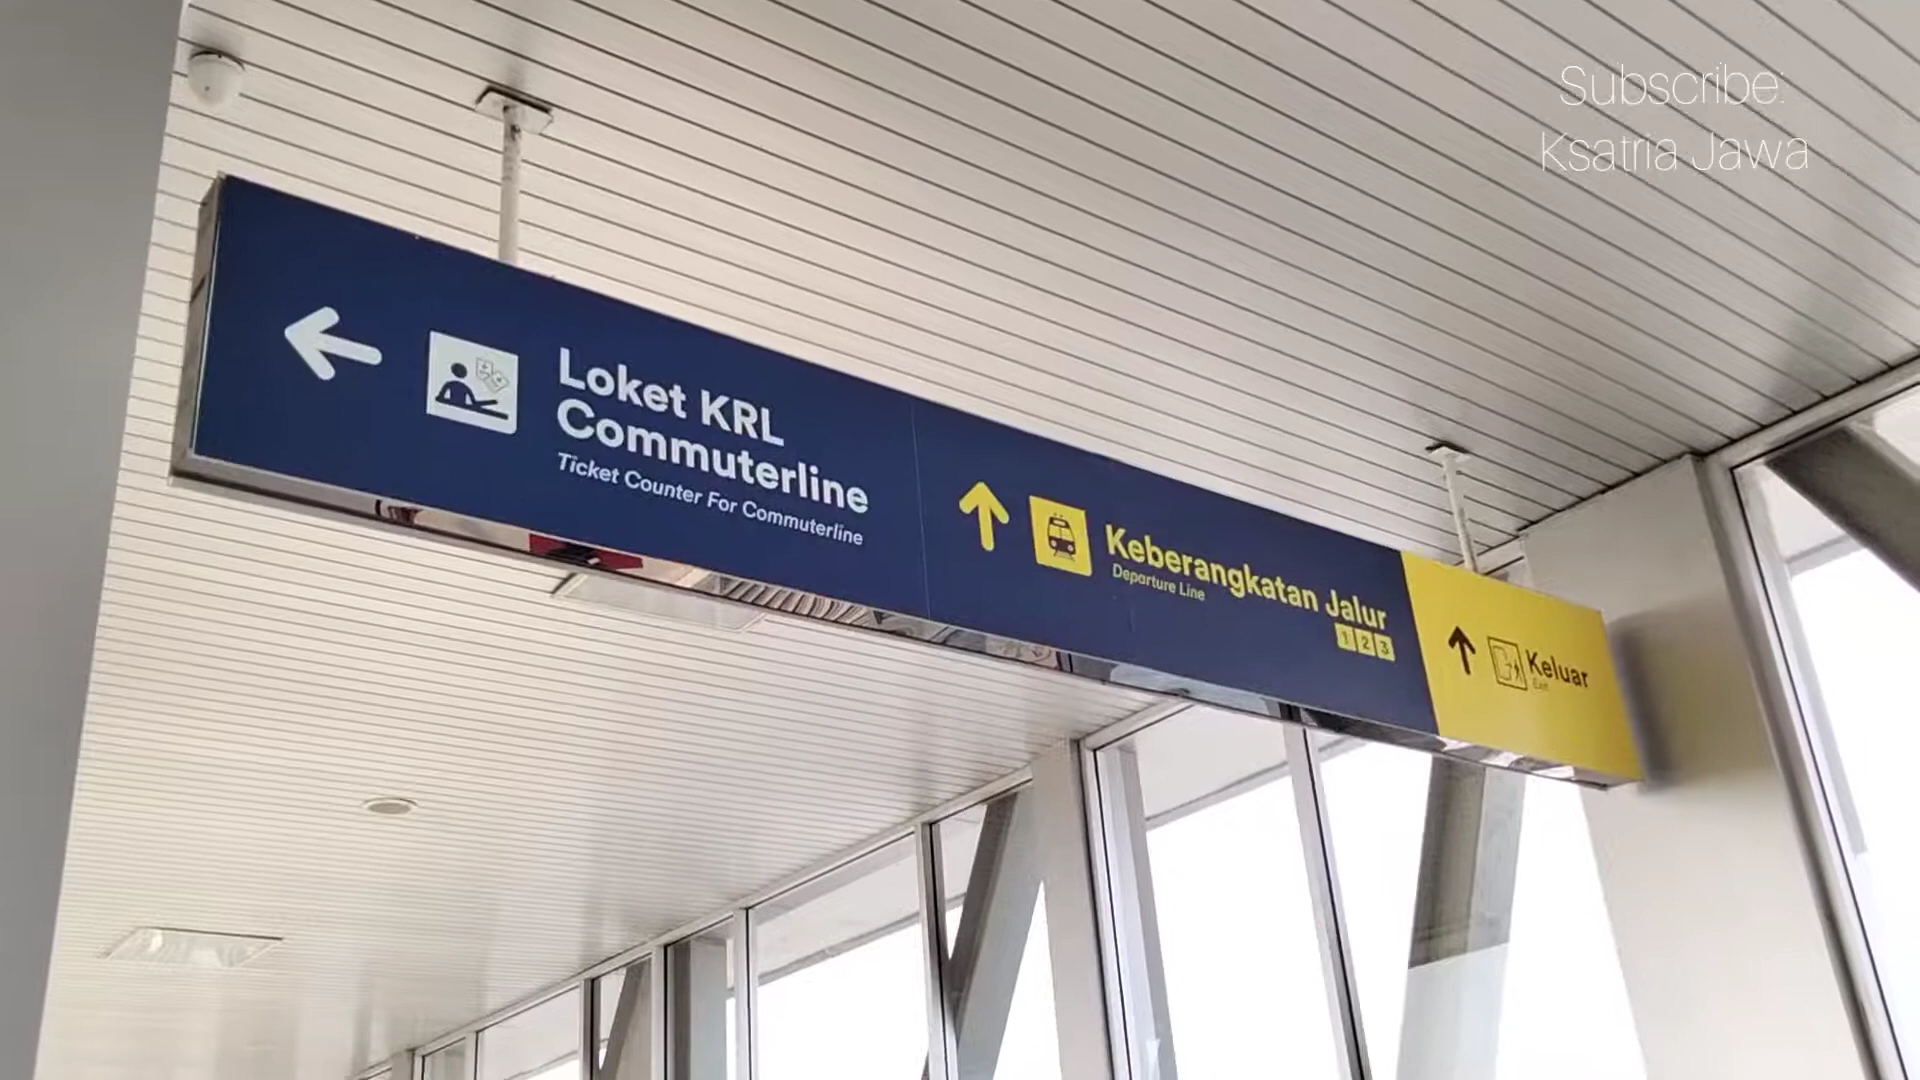 Subscribe:
Ksatria Jawa
Loket KRL
Commuterline
Ticket Counter For Commuterline
Keberangkatan Jalur
Departure Line
1 2 3
Keluar
Exit